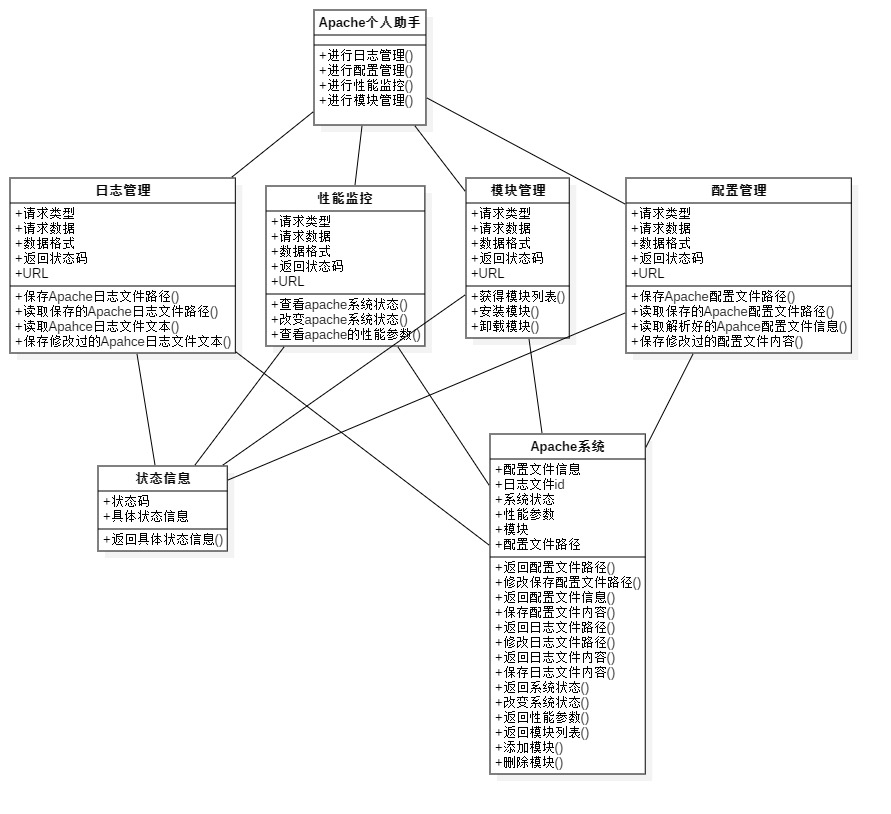 Apache个人助手
+进行日志管理()
+进行配置管理()
+进行性能监控()
+进行模块管理()
日志管理
+请求类型
+请求数据
+数据格式
+返回状态码
+URL
+保存Apache日志文件路径()
+读取保存的Apache日志文件路径()
+读取Apahce日志文件文本()
+保存修改过的Apahce日志文件文本()
性能监控
+请求类型
+请求数据
+数据格式
+返回状态码
+URL
+查看apache系统状态()
+改变apache系统状态()
+查看apache的性能参数()
模块管理
+请求类型
+请求数据
+数据格式
+返回状态码
+URL
+获得模块列表()
+安装模块()
+卸载模块()
配置管理
+请求类型
+请求数据
+数据格式
+返回状态码
+URL
+保存Apache配置文件路径()
+读取保存的Apache配置文件路径()
+读取解析好的Apahce配置文件信息()
+保存修改过的配置文件内容()
状态信息
+状态码
+具体状态信息
+返回具体状态信息()
Apache系统
+配置文件信息
+日志文件id
+系统状态
+性能参数
+模块
+配置文件路径
+返回配置文件路径()
+修改保存配置文件路径()
+返回配置文件信息()
+保存配置文件内容()
+返回日志文件路径()
+修改日志文件路径()
+返回日志文件内容()
+保存日志文件内容()
+返回系统状态()
+改变系统状态()
+返回性能参数()
+返回模块列表()
+添加模块()
+删除模块()